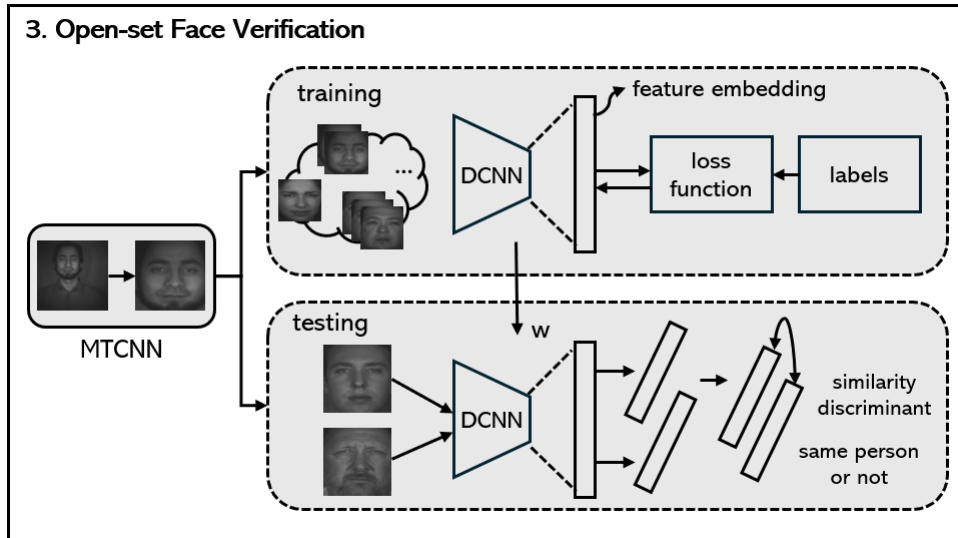 3. Open-set Face Verification
training
feature embedding
...
DCNN
loss
function
labels
MTCNN
testing
w
DCNN
similarity
discriminant
same person
or not